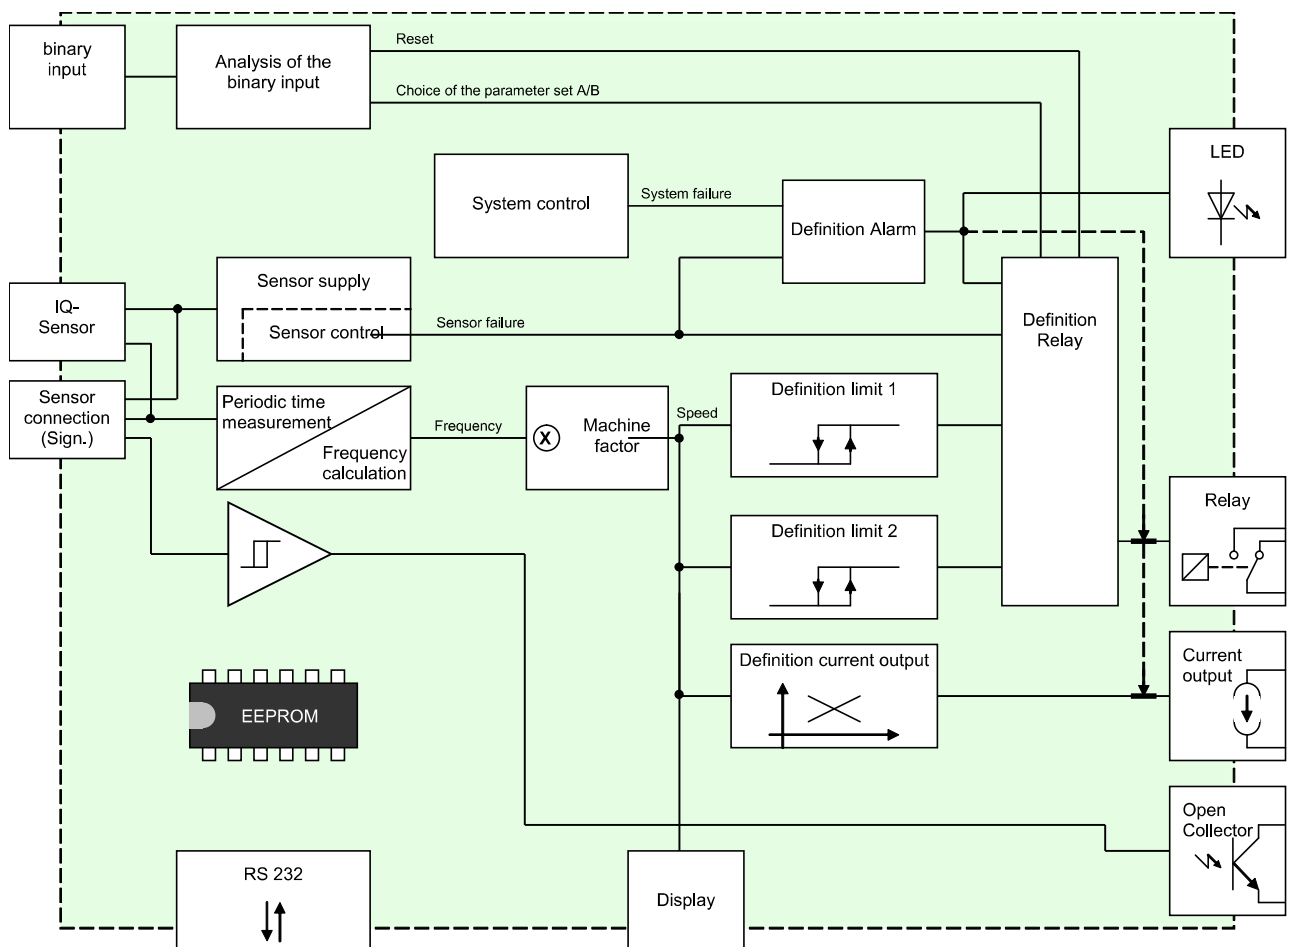 binary
input
Analysis of the
binary input
Reset
Choice of the parameter set A/B
LED
System control
System failure
Definition Alarm
IQ-
Sensor
Sensor supply
Sensor control
Sensor failure
Definition
Relay
Sensor
connection
(Sign.)
Periodic time
measurement
Frequency
calculation
Frequency
X
Machine
factor
Speed
Definition limit 1
Definition limit 2
Relay
Definition current output
Current
output
EEPROM
Open
Collector
RS 232
Display